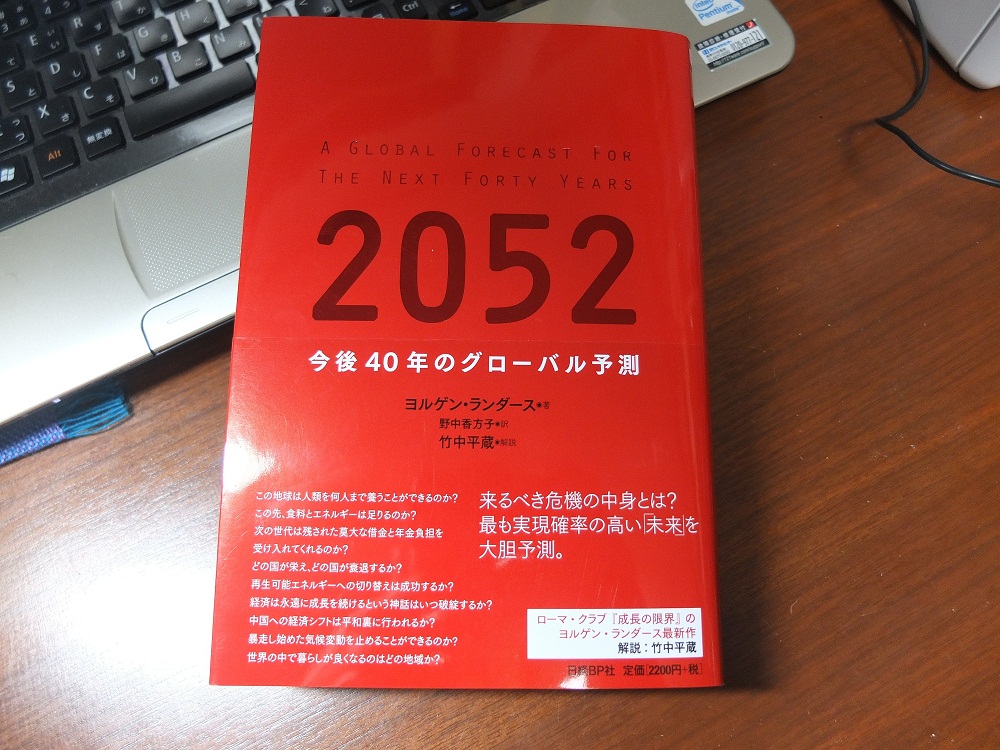 A GLOBAL FORECAST FOR
THE NEXT FORTY YEARS
2052
今後40年のグローバル予測
ヨルゲン・ランダース●著
野中香方子●訳
竹中平蔵●解説
この地球は人類を何人まで養うことができるのか?
この先、食料とエネルギーは足りるのか?
次の世代は残された莫大な借金と年金負担を
受け入れてくれるのか?
どの国が栄え、どの国が衰退するか?
再生可能エネルギーへの切り替えは成功するか?
経済は永遠に成長を続けるという神話はいつ破綻するか?
中国への経済シフトは平和裏に行われるか?
暴走し始めた気候変動を止めることができるのか?
世界の中で暮らしが良くなるのはどの地域か?
来るべき危機の中身とは?
最も実現確率の高い「未来」を
大胆予測。
ローマ・クラブ『成長の限界』の
ヨルゲン・ランダース最新作
解説:竹中平蔵
日経BP社 定価[2200円+税]
intel
Pentium
E R T
D F G
X C V B
Alt
無変換